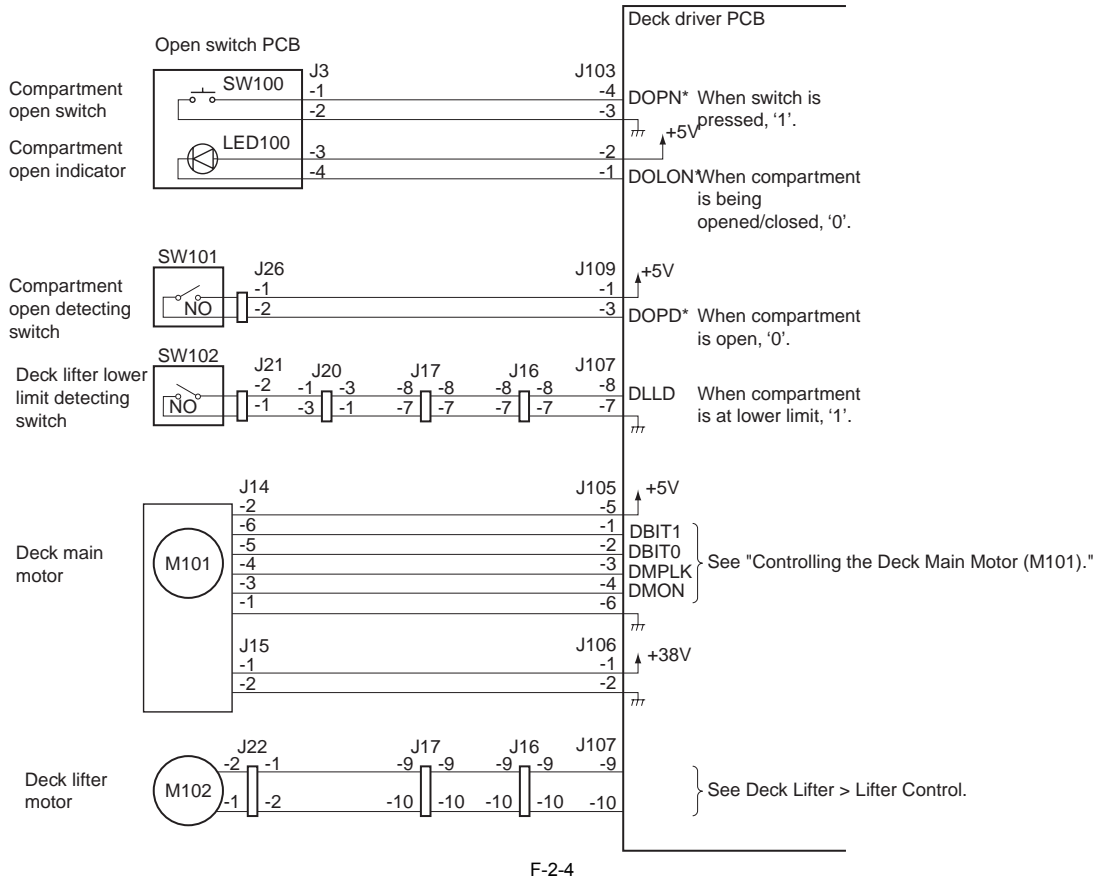 Deck driver PCB
Open switch PCB
J3 J103
Compartment open switch
SW100
-1 -4 DOPN* When switch is pressed, ‘1’.
-2 -3
+5V
Compartment open indicator
LED100
-3 -2
-4 -1 DOLON* When compartment is being opened/closed, ‘0’.
SW101
J26 J109
+5V
Compartment open detecting switch
NO
-1 -1
-2 -3 DOPD* When compartment is open, ‘0’.
SW102
Deck lifter lower limit detecting switch
NO
J21 J20 J17 J16 J107
-2 -1 -3 -8 -8 -8 -8 -8 DLLD When compartment is at lower limit, ‘1’.
-1 -3 -1 -7 -7 -7 -7 -7
J14 J105
+5V
-2 -5
-6 -1 DBIT1
-5 -2 DBIT0
-4 -3 DMPLK
-3 -4 DMON
-1 -6
Deck main motor
M101
See "Controlling the Deck Main Motor (M101)."
J15 J106
+38V
-1 -1
-2 -2
J22 J17 J16 J107
-2 -1 -9 -9 -9 -9 -9
Deck lifter motor
M102
-1 -2 -10 -10 -10 -10 -10
See Deck Lifter > Lifter Control.
F-2-4